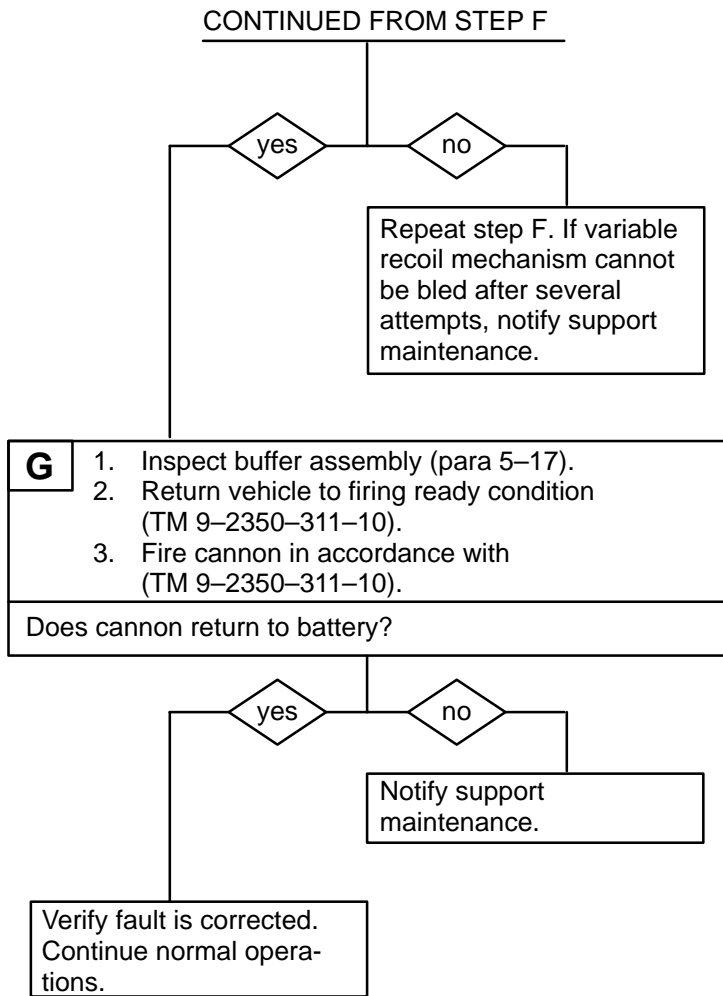 CONTINUED FROM STEP F
yes
no
Repeat step F. If variable
recoil mechanism cannot
be bled after several
attempts, notify support
maintenance.
G
1. Inspect buffer assembly (para 5–17).
2. Return vehicle to firing ready condition
(TM 9–2350–311–10).
3. Fire cannon in accordance with
(TM 9–2350–311–10).
Does cannon return to battery?
yes
no
Notify support
maintenance.
Verify fault is corrected.
Continue normal opera-
tions.